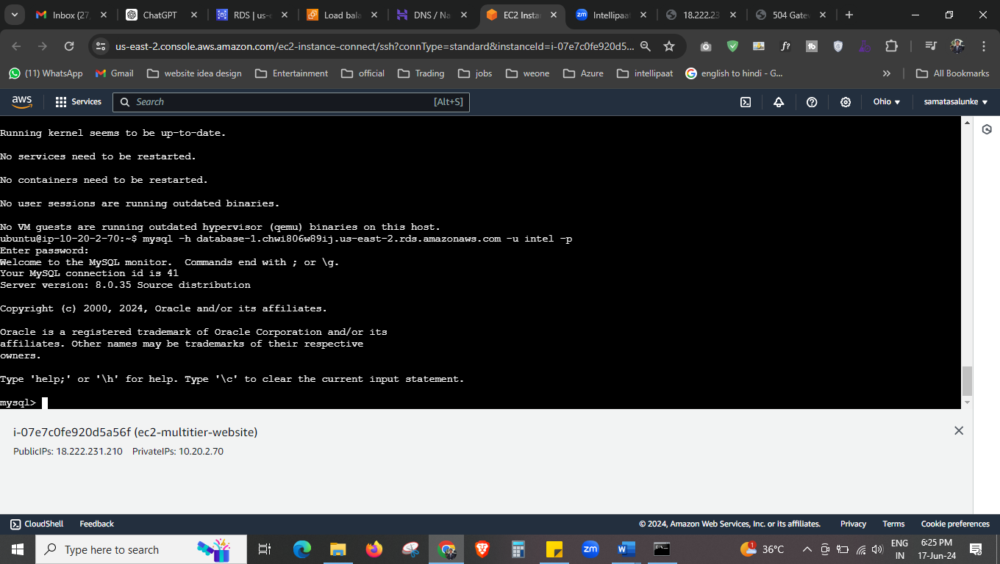 Inbox (27,
ChatGPT
RDS | us-e
Load bala
DNS / Na
EC2 Insta
Intellipaat
18.222.23
504 Gatev
us-east-2.console.aws.amazon.com/ec2-instance-connect/ssh?connType=standard&instanceId=i-07e7c0fe920d5...
(11) WhatsApp
Gmail
website idea design
Entertainment
official
Trading
jobs
weone
Azure
intellipaat
english to hindi - G...
All Bookmarks
aws
Services
Search
[Alt+S]
Ohio
samatasalunke
Running kernel seems to be up-to-date.
No services need to be restarted.
No containers need to be restarted.
No user sessions are running outdated binaries.
No VM guests are running outdated hypervisor (qemu) binaries on this host.
ubuntu@ip-10-20-2-70:~$ mysql -h database-1.chwi806w89ij.us-east-2.rds.amazonaws.com -u intel -p
Enter password:
Welcome to the MySQL monitor.  Commands end with ; or \g.
Your MySQL connection id is 41
Server version: 8.0.35 Source distribution
Copyright (c) 2000, 2024, Oracle and/or its affiliates.
Oracle is a registered trademark of Oracle Corporation and/or its
affiliates. Other names may be trademarks of their respective
owners.
Type 'help;' or '\h' for help. Type '\c' to clear the current input statement.
mysql>
i-07e7c0fe920d5a56f (ec2-multitier-website)
PublicIPs: 18.222.231.210 PrivateIPs: 10.20.2.70
CloudShell
Feedback
© 2024, Amazon Web Services, Inc. or its affiliates.
Privacy
Terms
Cookie preferences
Type here to search
36°C
ENG
IN
6:25 PM
17-Jun-24